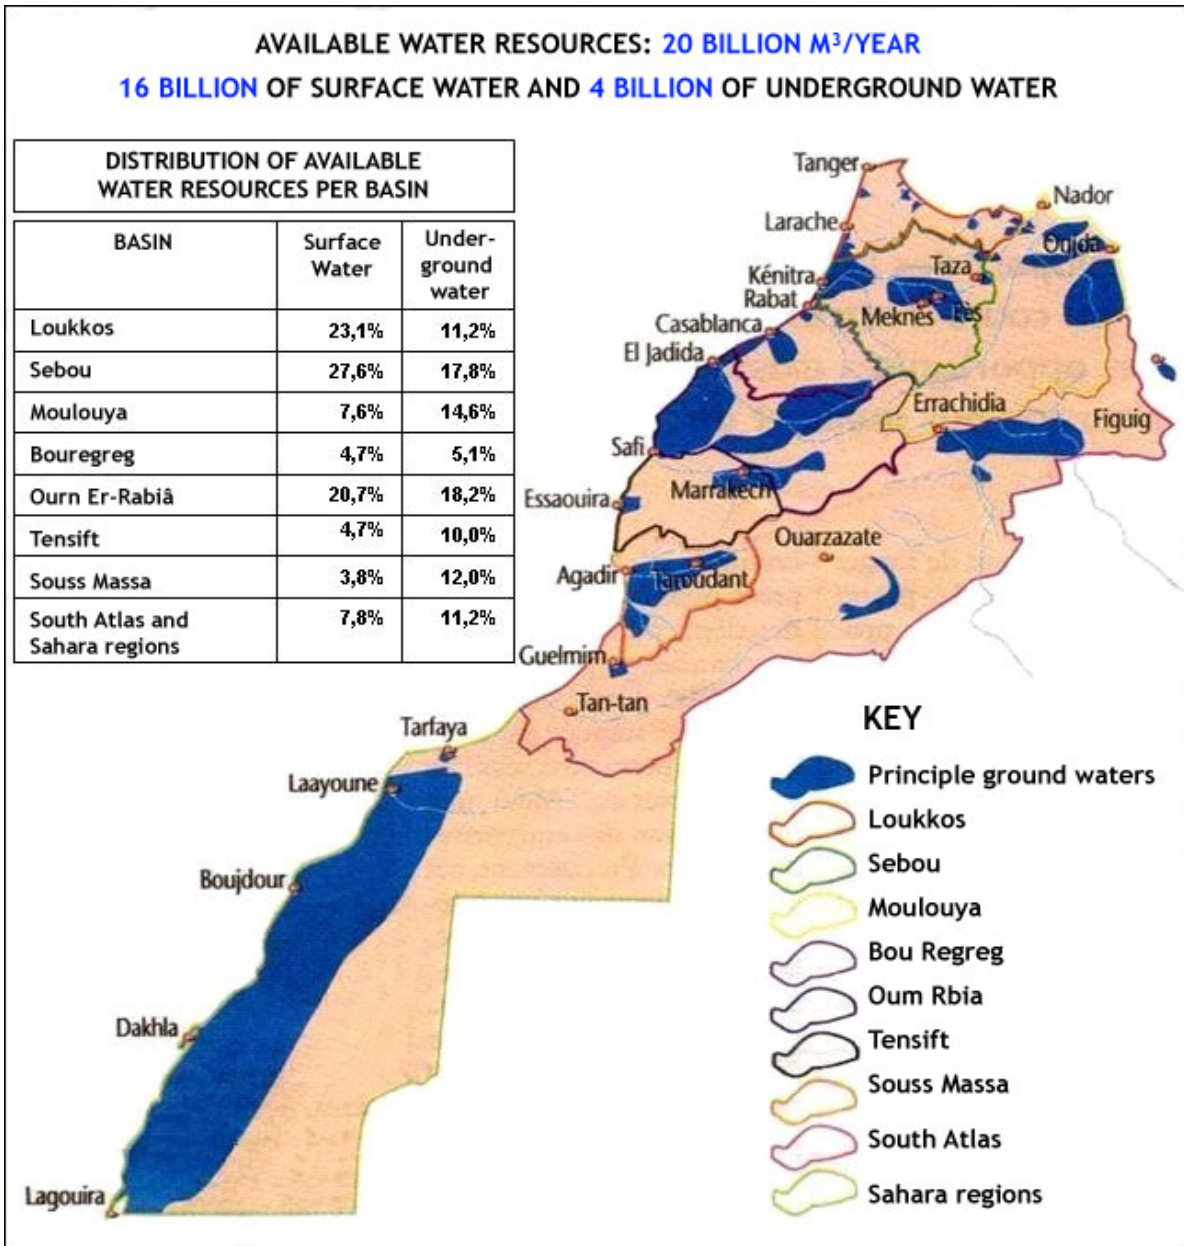 AVAILABLE WATER RESOURCES: 20 BILLION M³/YEAR
16 BILLION OF SURFACE WATER AND 4 BILLION OF UNDERGROUND WATER
DISTRIBUTION OF AVAILABLE
WATER RESOURCES PER BASIN
BASIN Surface Water Under-ground water
Loukkos 23,1% 11,2%
Sebou 27,6% 17,8%
Moulouya 7,6% 14,6%
Bouregreg 4,7% 5,1%
Ourn Er-Rabiâ 20,7% 18,2%
Tensift 4,7% 10,0%
Souss Massa 3,8% 12,0%
South Atlas and
Sahara regions 7,8% 11,2%
Tanger
Nador
Larache
Oujda
Taza
Kénitra
Rabat
Meknès
Fès
Casablanca
El Jadida
Errachidia
Figuig
Safi
Marrakech
Essaouira
Ouarzazate
Agadir
Taroudant
Guelmim
Tan-tan
Tarfaya
Laayoune
Boujdour
Dakhla
Lagouira
KEY
Principle ground waters
Loukkos
Sebou
Moulouya
Bou Regreg
Oum Rbia
Tensift
Souss Massa
South Atlas
Sahara regions